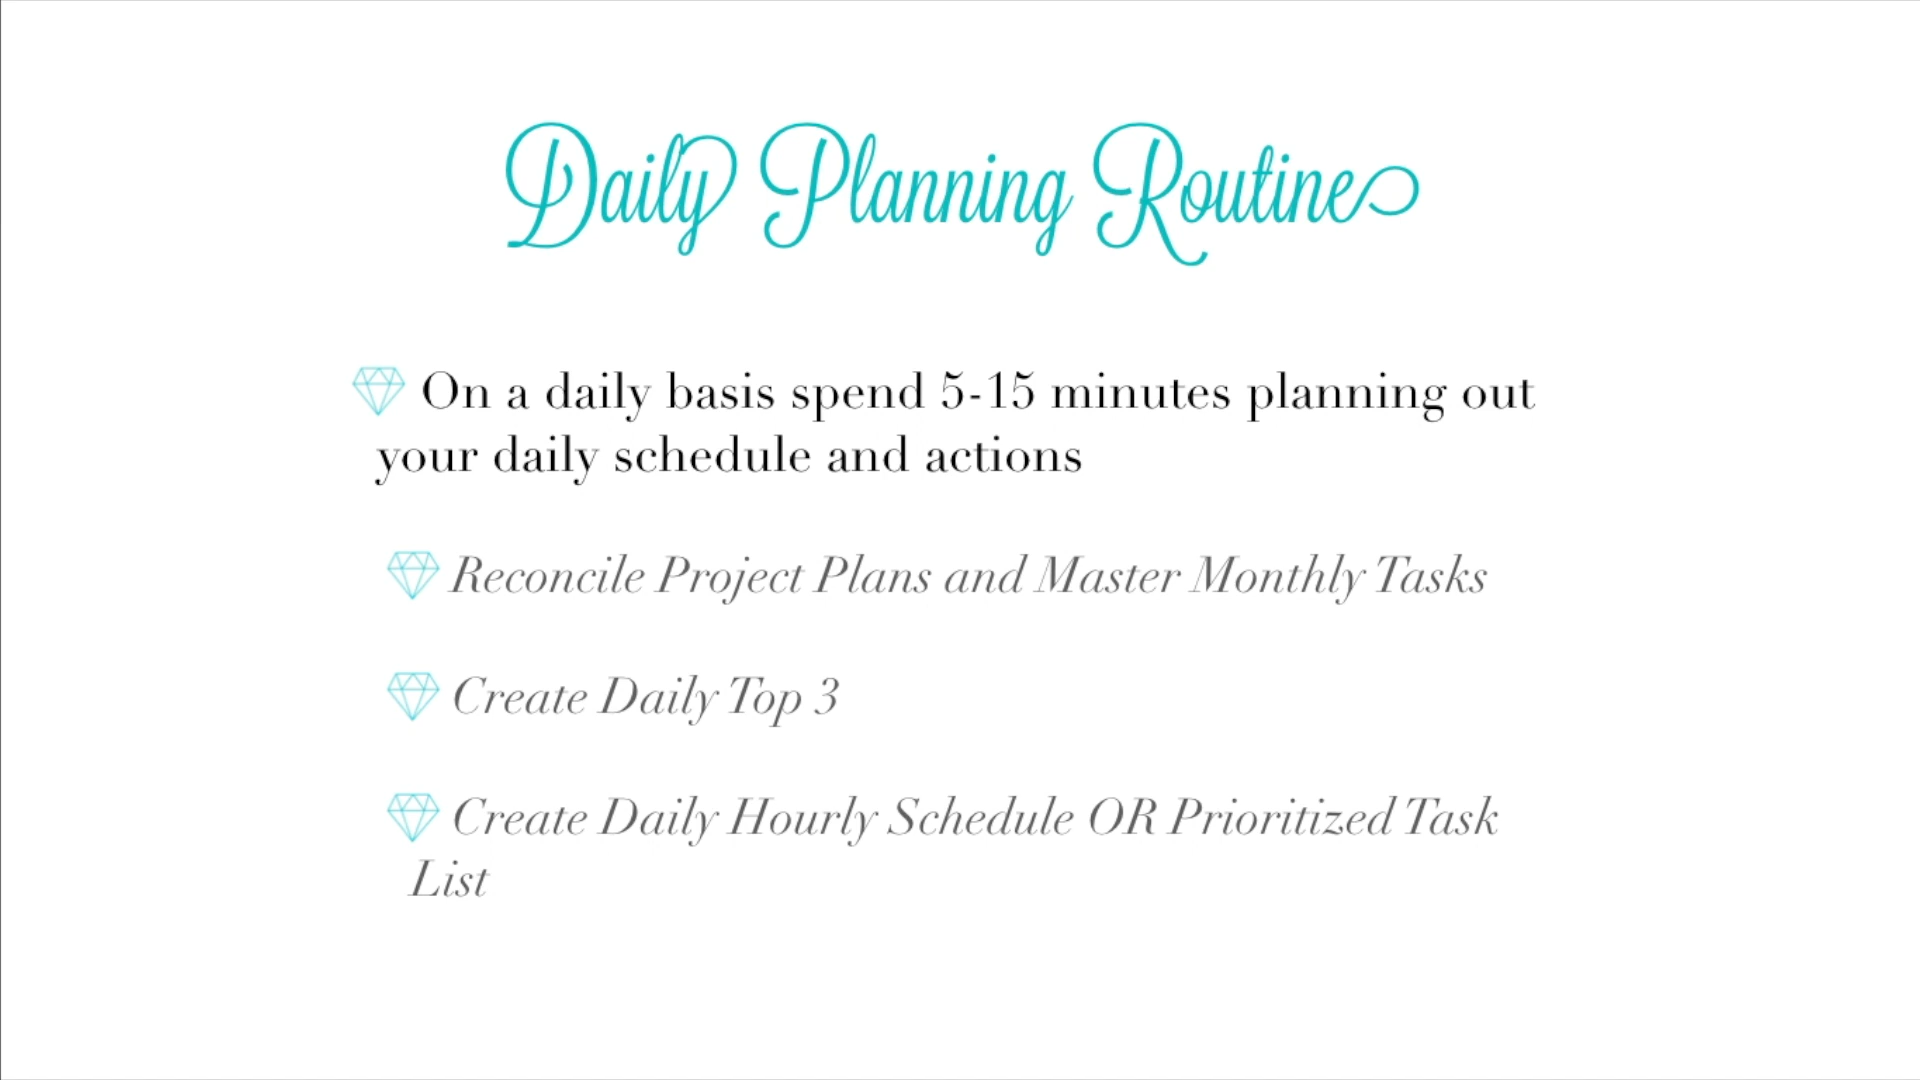 Daily Planning Routine
On a daily basis spend 5-15 minutes planning out
your daily schedule and actions
Reconcile Project Plans and Master Monthly Tasks
Create Daily Top 3
Create Daily Hourly Schedule OR Prioritized Task
List